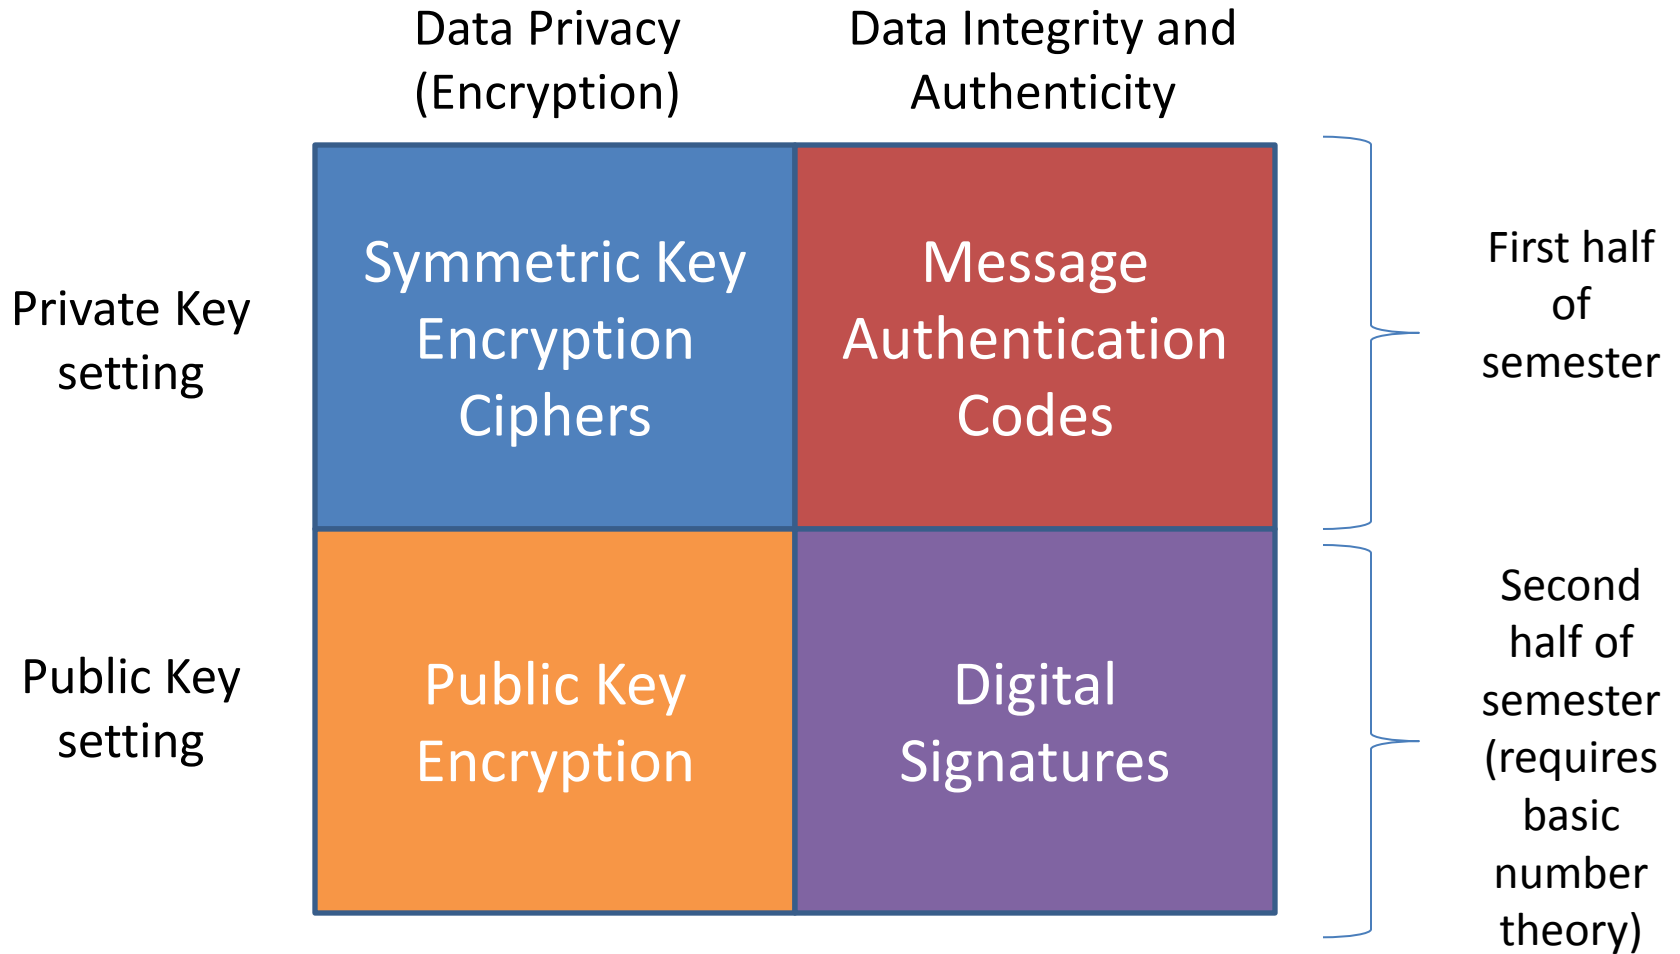 Data Privacy
(Encryption)
Data Integrity and
Authenticity
Private Key
setting
Symmetric Key
Encryption
Ciphers
Message
Authentication
Codes
First half
of
semester
Public Key
setting
Public Key
Encryption
Digital
Signatures
Second
half of
semester
(requires
basic
number
theory)